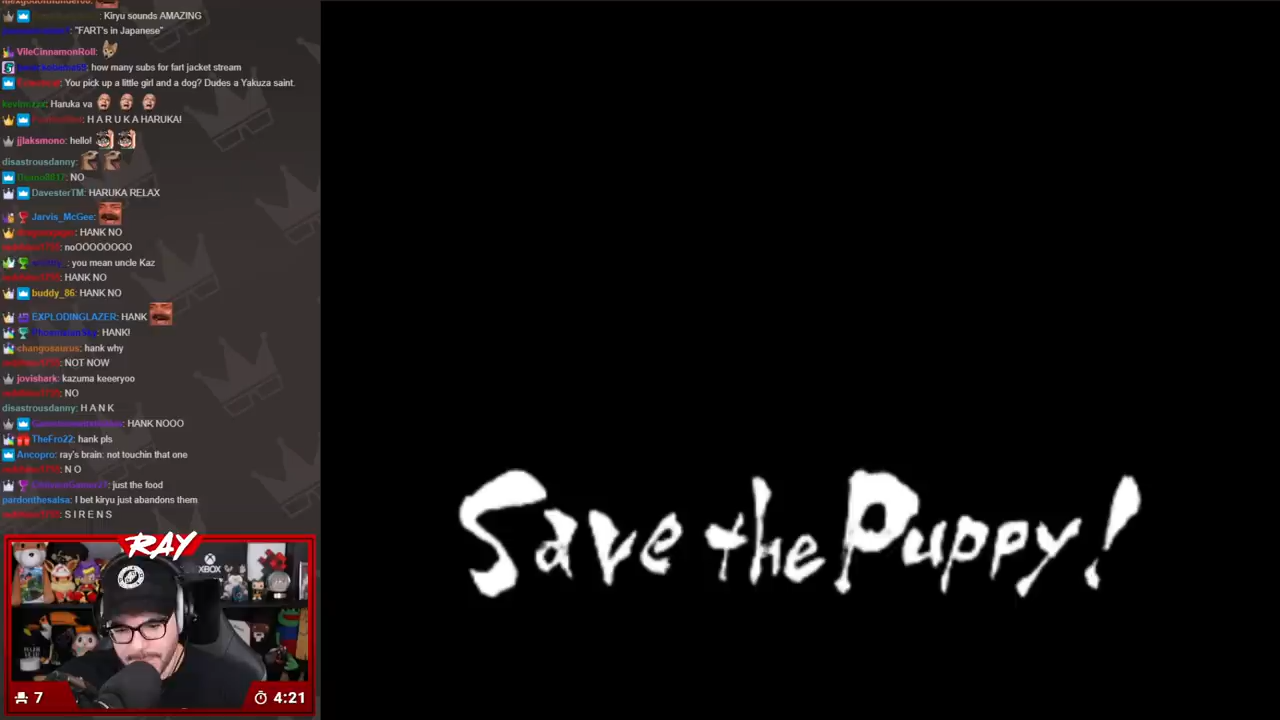 : Kiryu sounds AMAZING
: "FART's in Japanese"
VileCinnamonRoll:
: how many subs for fart jacket stream
: You pick up a little girl and a dog? Dudes a Yakuza saint.
: Haruka va
: H A R U K A HARUKA!
jjlaksmono: hello!
disastrousdanny:
: NO
DavesterTM: HARUKA RELAX
Jarvis_McGee:
: HANK NO
: noOOOOOOOO
: you mean uncle Kaz
: HANK NO
buddy_86: HANK NO
EXPLODINGLAZER: HANK
: HANK!
changosaurus: hank why
: NOT NOW
jovishark: kazuma keeeryoo
: NO
disastrousdanny: H A N K
: HANK NOOO
TheFro22: hank pls
Ancopro: ray's brain: not touchin that one
: N O
: just the food
pardonthesalsa: I bet kiryu just abandons them
: S I R E N S
Save the Puppy!
RAY
XBOX
7
4:21